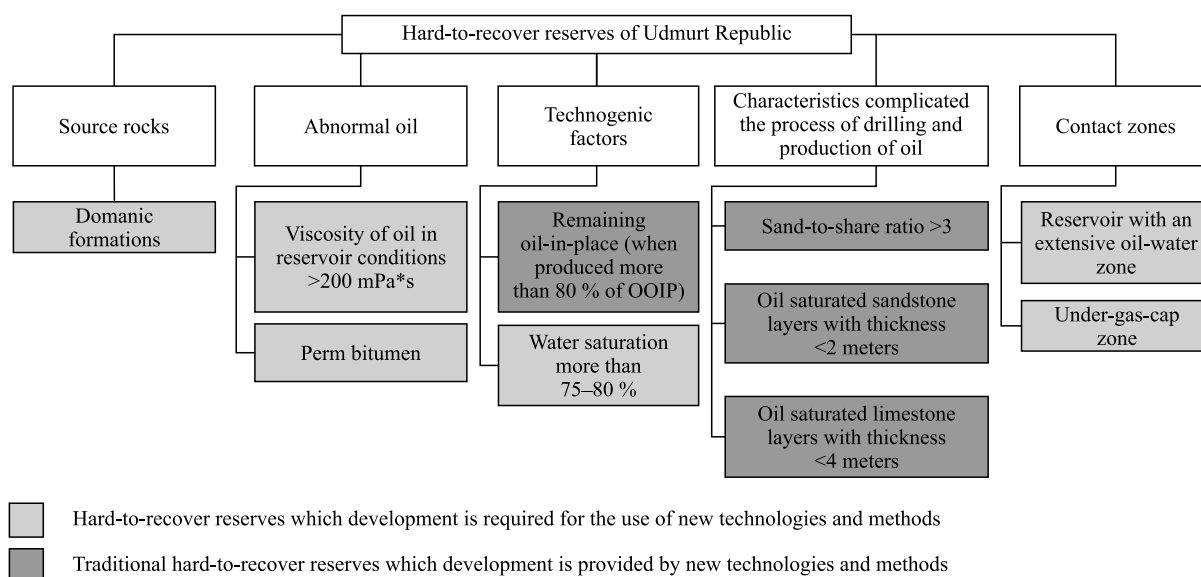 Hard-to-recover reserves of Udmurt Republic
Source rocks
Abnormal oil
Technogenic
factors
Characteristics complicated
the process of drilling and
production of oil
Contact zones
Domanic
formations
Viscosity of oil in
reservoir conditions
>200 mPa*s
Perm bitumen
Remaining
oil-in-place (when
produced more
than 80 % of OOIP)
Water saturation
more than
75–80 %
Sand-to-share ratio >3
Oil saturated sandstone
layers with thickness
<2 meters
Oil saturated limestone
layers with thickness
<4 meters
Reservoir with an
extensive oil-water
zone
Under-gas-cap
zone
Hard-to-recover reserves which development is required for the use of new technologies and methods
Traditional hard-to-recover reserves which development is provided by new technologies and methods